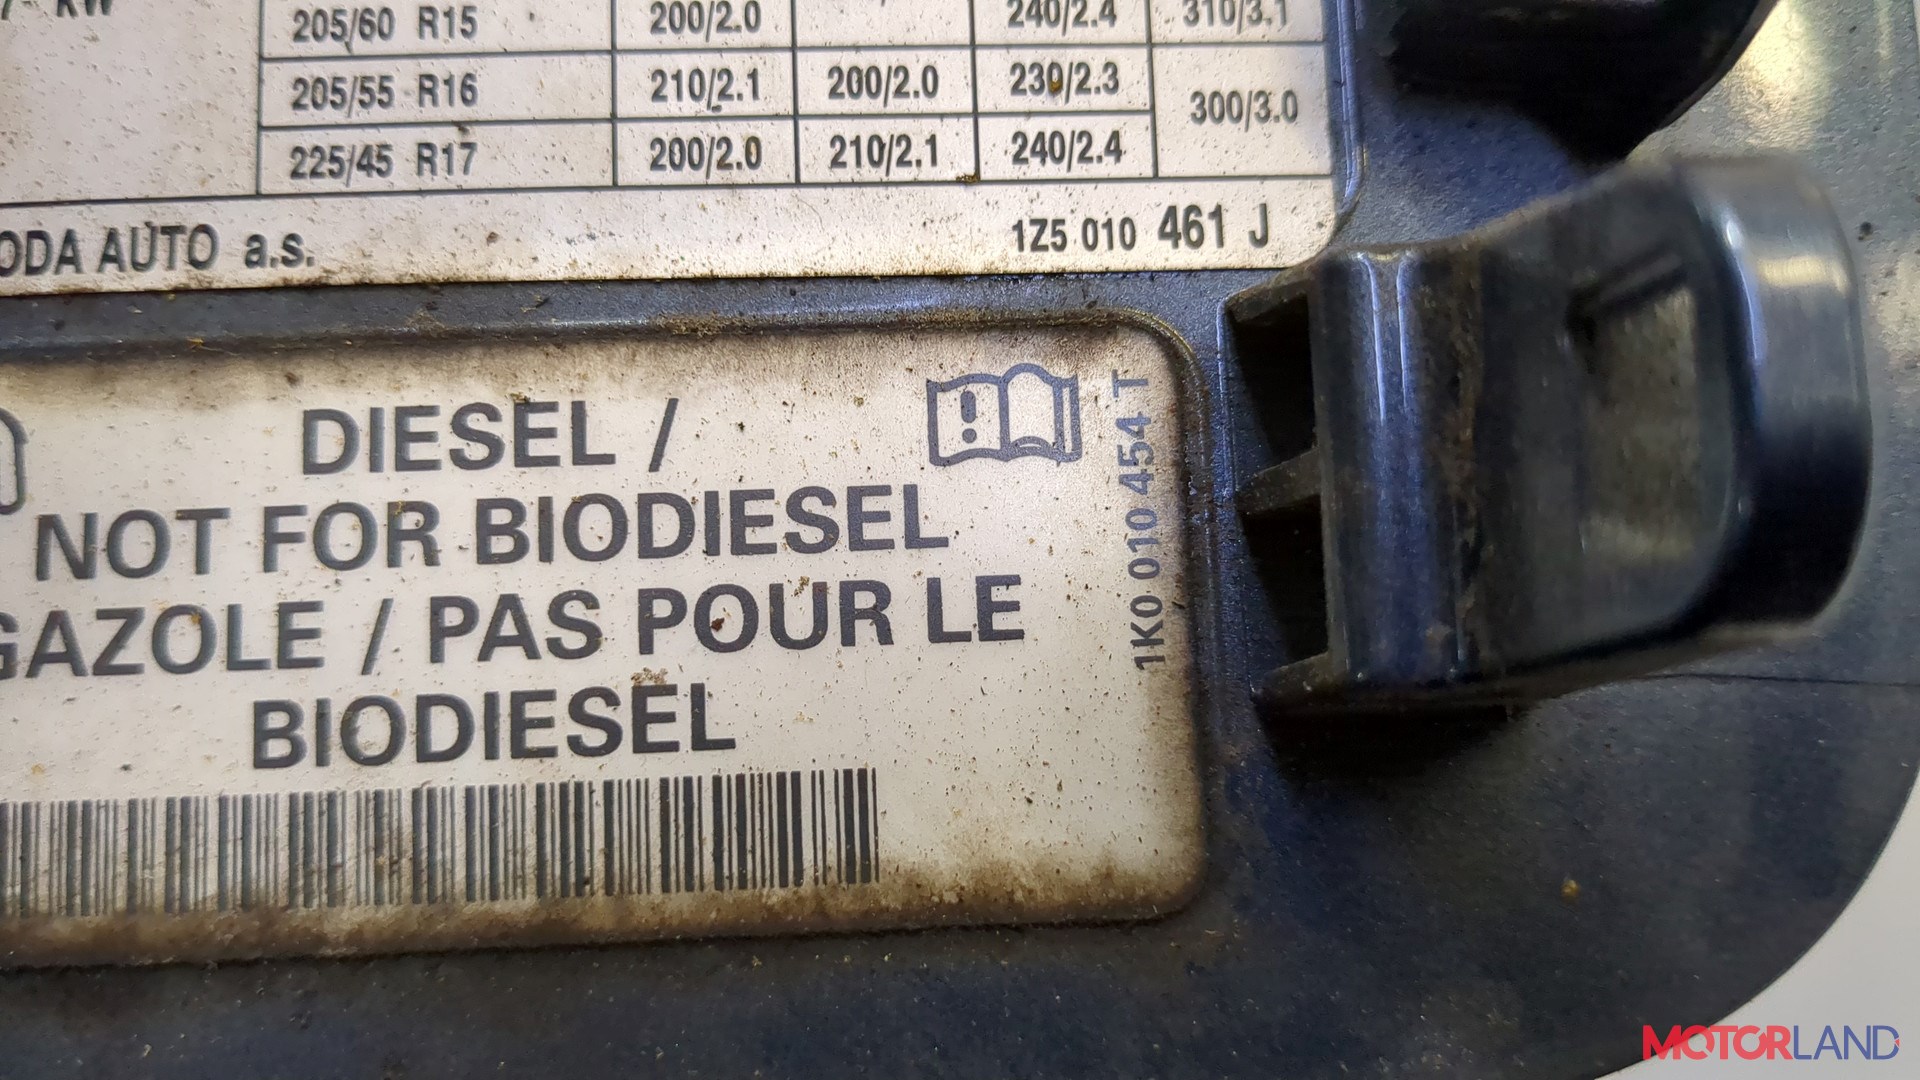 kW
205/60 R15 200/2.0 240/2.4 310/3.1
205/55 R16 210/2.1 200/2.0 230/2.3 300/3.0
225/45 R17 200/2.0 210/2.1 240/2.4
ODA AUTO a.s. 1Z5 010 461 J
DIESEL /
NOT FOR BIODIESEL
GAZOLE / PAS POUR LE
BIODIESEL
1K0 010 454 T
MOTORLAND